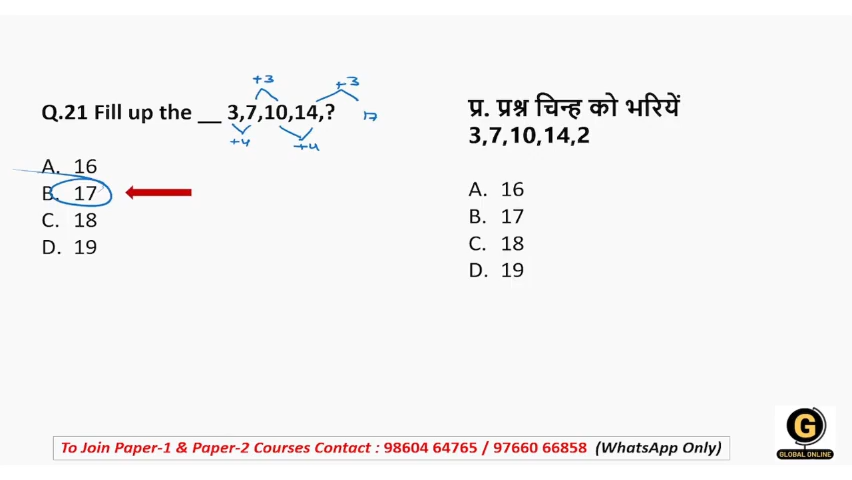 +3
+3
Q.21 Fill up the __ 3,7,10,14,?
17
+4
+4
A. 16
B. 17
C. 18
D. 19
प्र. प्रश्न चिन्ह को भरियें
3,7,10,14,2
A. 16
B. 17
C. 18
D. 19
To Join Paper-1 & Paper-2 Courses Contact : 98604 64765 / 97660 66858 (WhatsApp Only)
G
GLOBAL ONLINE